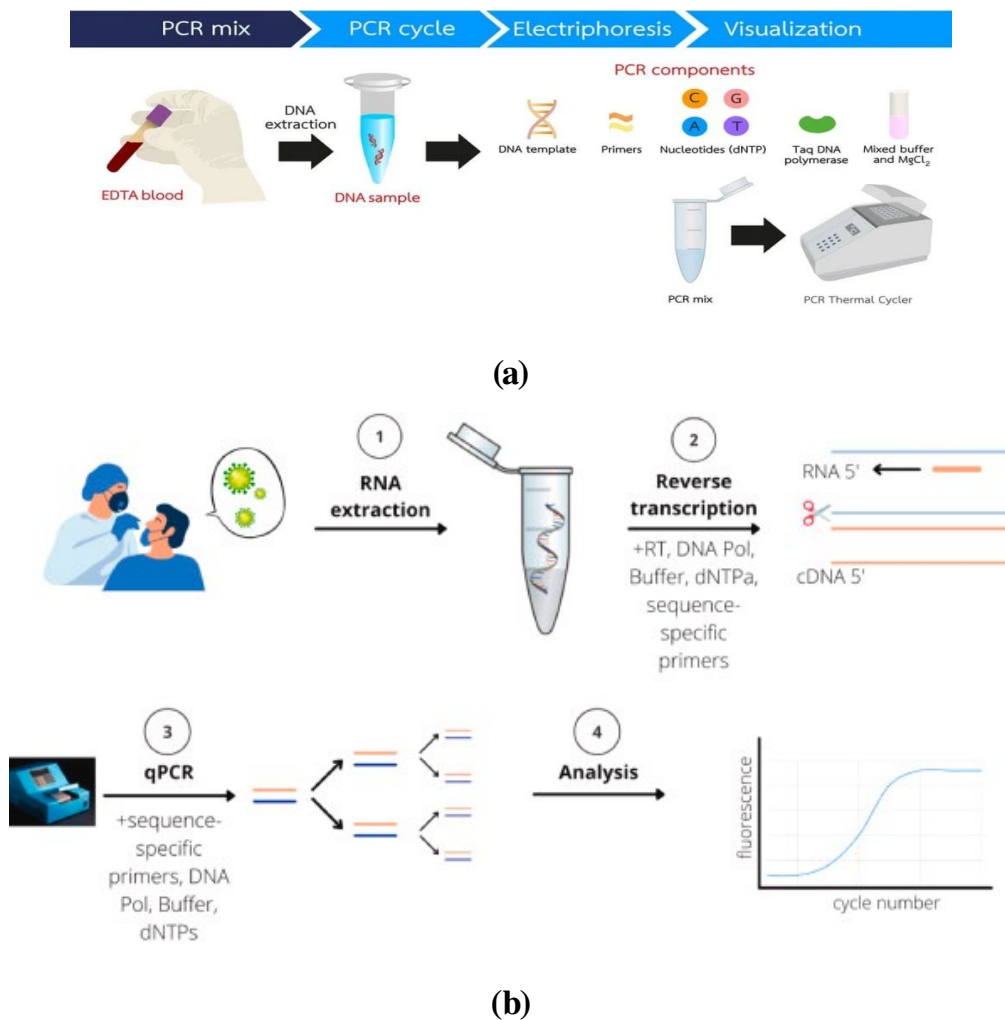 PCR mix
PCR cycle
Electriphoresis
Visualization
PCR components
DNA
extraction
C
G
A
T
DNA template
Primers
Nucleotides (dNTP)
Taq DNA
polymerase
Mixed buffer
and MgCl₂
EDTA blood
DNA sample
PCR mix
PCR Thermal Cycler
(a)
1
RNA
extraction
2
Reverse
transcription
+RT, DNA Pol,
Buffer, dNTPa,
sequence-
specific
primers
RNA 5'
cDNA 5'
3
qPCR
+sequence-
specific
primers, DNA
Pol, Buffer,
dNTPs
4
Analysis
fluorescence
cycle number
(b)